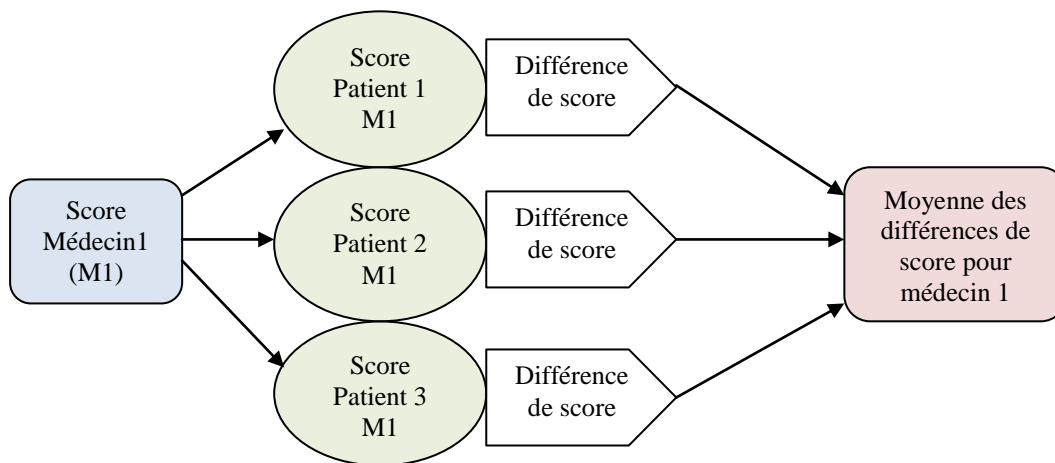 Score
Médecin1
(M1)
Score
Patient 1
M1
Différence
de score
Score
Patient 2
M1
Différence
de score
Score
Patient 3
M1
Différence
de score
Moyenne des
différences de
score pour
médecin 1